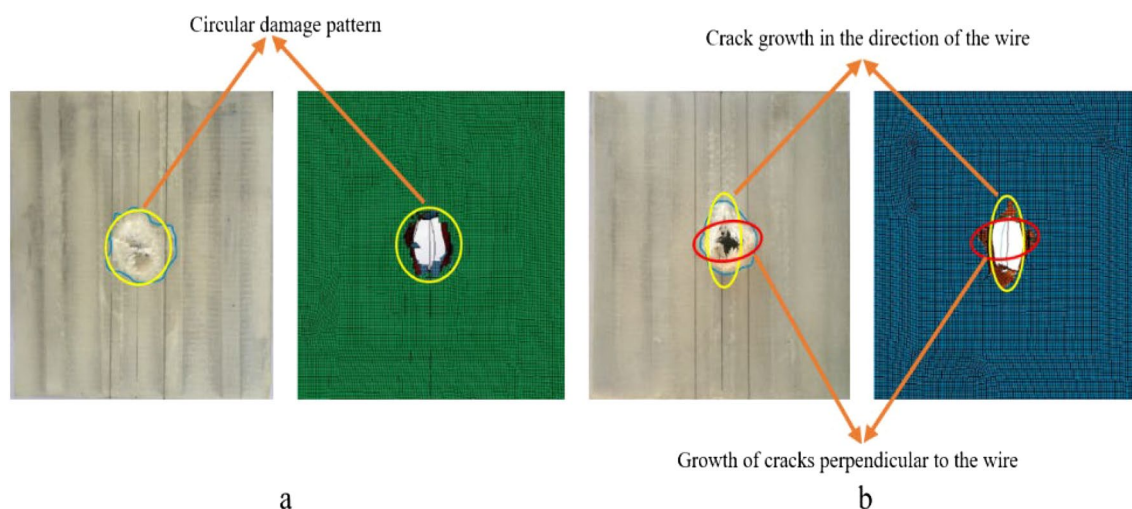 Circular damage pattern
Crack growth in the direction of the wire
Growth of cracks perpendicular to the wire
a
b